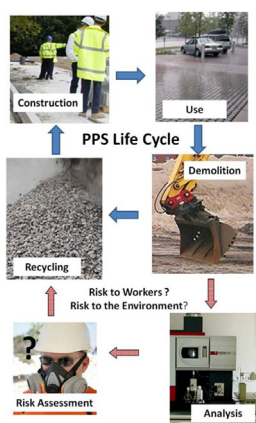 Construction
Use
PPS Life Cycle
Demolition
Recycling
Risk to Workers ?
Risk to the Environment?
?
Risk Assessment
Analysis